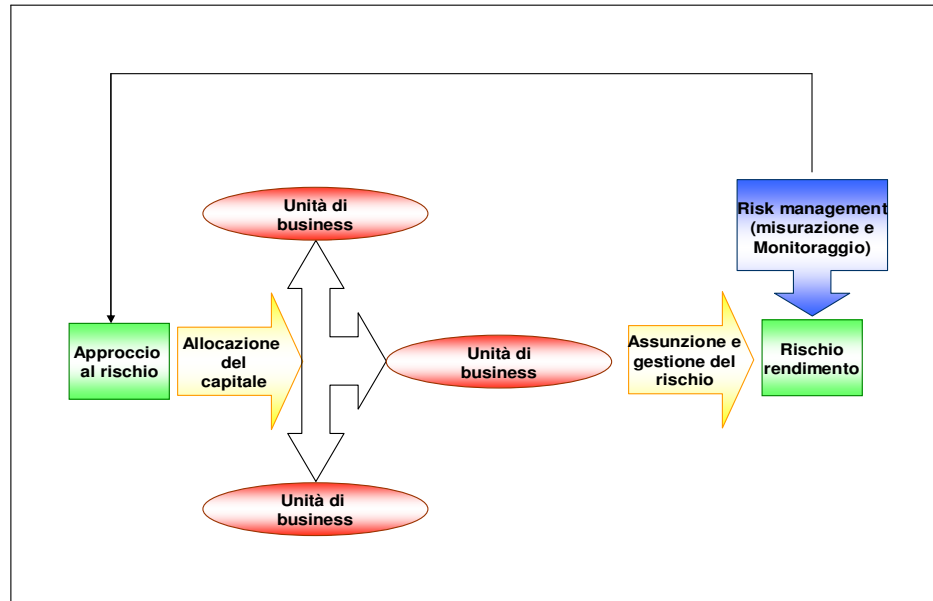 Unità di
business
Risk management
(misurazione e
Monitoraggio)
Approccio
al rischio
Allocazione
del
capitale
Unità di
business
Assunzione e
gestione del
rischio
Rischio
rendimento
Unità di
business